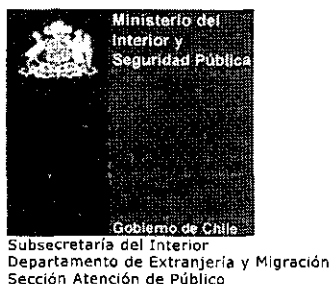 Ministerio del
Interior y
Seguridad Pública
Gobierno de Chile
Subsecretaría del Interior
Departamento de Extranjería y Migración
Sección Atención de Público